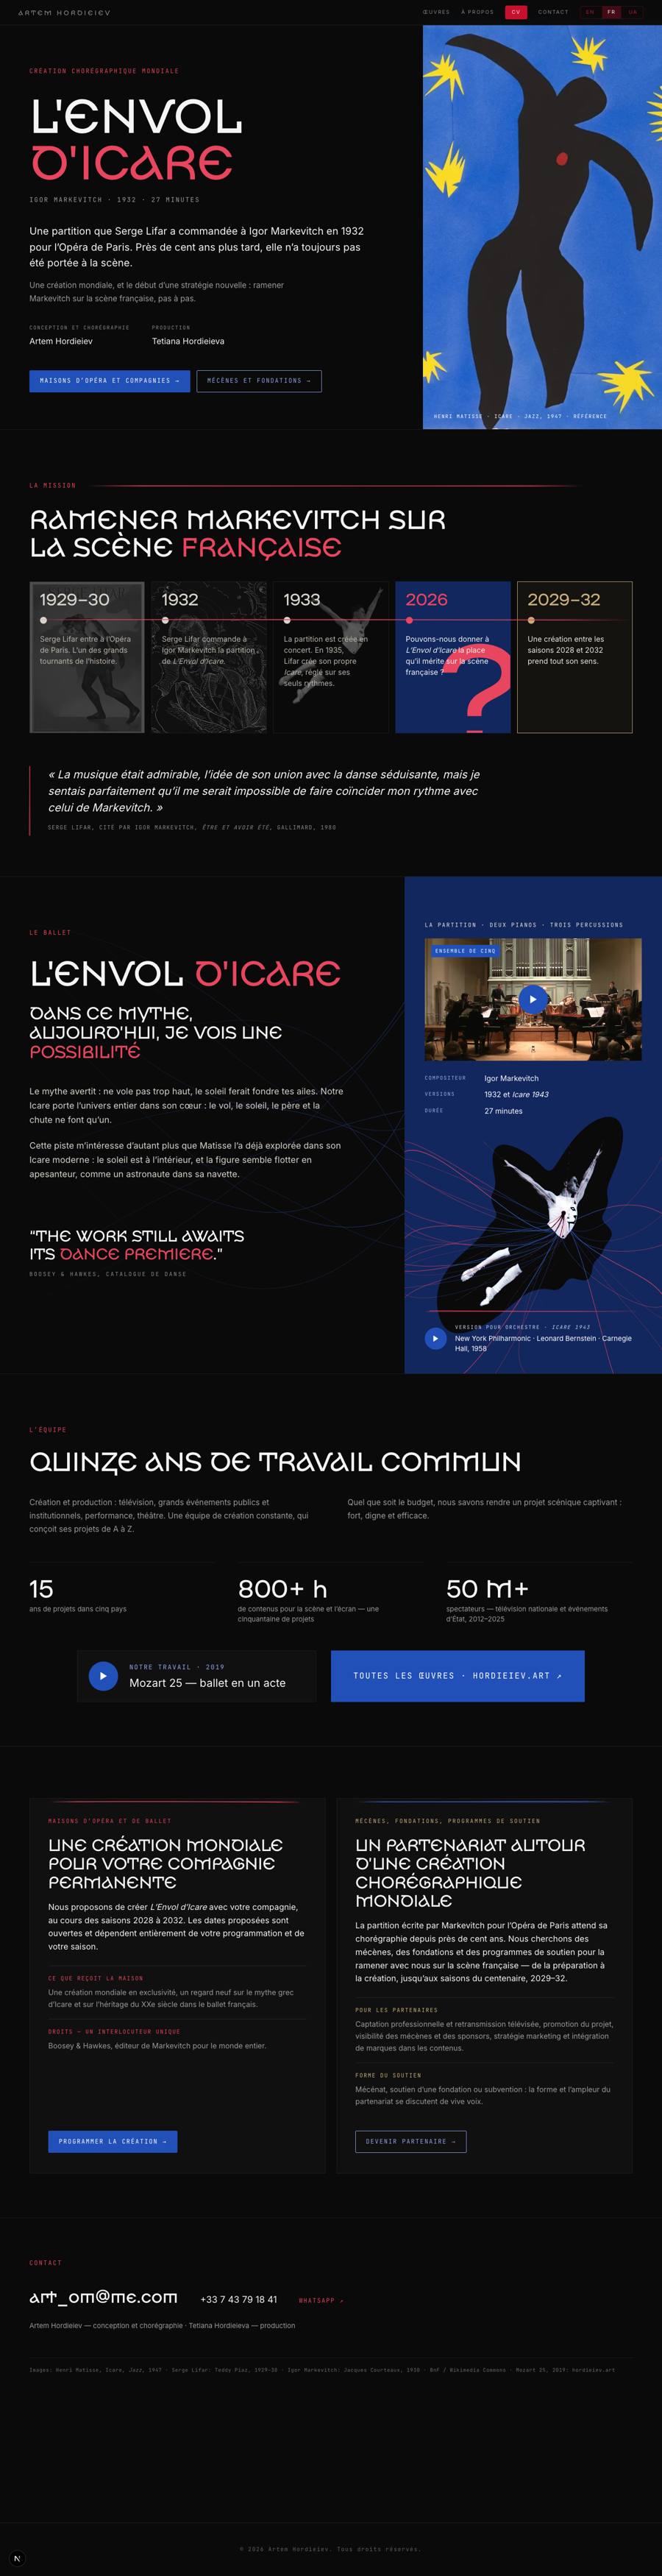 ARTEM HORDIEIEV
ŒUVRES
À PROPOS
CV
CONTACT
EN
FR
UA
CRÉATION CHORÉGRAPHIQUE MONDIALE
L'ENVOL
D'ICARE
IGOR MARKEVITCH · 1932 · 27 MINUTES
Une partition que Serge Lifar a commandée à Igor Markevitch en 1932
pour l’Opéra de Paris. Près de cent ans plus tard, elle n’a toujours pas
été portée à la scène.
Une création mondiale, et le début d’une stratégie nouvelle : ramener
Markevitch sur la scène française, pas à pas.
CONCEPTION ET CHORÉGRAPHIE
Artem Hordieiev
PRODUCTION
Tetiana Hordieieva
MAISONS D’OPÉRA ET COMPAGNIES →
MÉCÈNES ET FONDATIONS →
HENRI MATISSE · ICARE · JAZZ, 1947 · RÉFÉRENCE
LA MISSION
RAMENER MARKEVITCH SUR
LA SCÈNE FRANÇAISE
1929–30
Serge Lifar entre à l’Opéra
de Paris. L’un des grands
tournants de l’histoire.
1932
Serge Lifar commande à
Igor Markevitch la partition
de L’Envol d’Icare.
1933
La partition est créée en
concert. En 1935,
Lifar crée son propre
Icare, réglé sur ses
seuls rythmes.
2026
Pouvons-nous donner à
L’Envol d’Icare la place
qu’il mérite sur la scène
française ?
?
2029–32
Une création entre les
saisons 2028 et 2032
prend tout son sens.
« La musique était admirable, l’idée de son union avec la danse séduisante, mais je
sentais parfaitement qu’il me serait impossible de faire coïncider mon rythme avec
celui de Markevitch. »
SERGE LIFAR, CITÉ PAR IGOR MARKEVITCH, ÊTRE ET AVOIR ÉTÉ, GALLIMARD, 1980
LE BALLET
L'ENVOL D'ICARE
DANS CE MYTHE,
AUJOURD'HUI, JE VOIS UNE
POSSIBILITÉ
Le mythe avertit : ne vole pas trop haut, le soleil ferait fondre tes ailes. Notre
Icare porte l’univers entier dans son cœur : le vol, le soleil, le père et la
chute ne font qu’un.
Cette piste m’intéresse d’autant plus que Matisse l’a déjà explorée dans son
Icare moderne : le soleil est à l’intérieur, et la figure semble flotter en
apesanteur, comme un astronaute dans sa navette.
“THE WORK STILL AWAITS
ITS DANCE PREMIERE.”
BOOSEY & HAWKES, CATALOGUE DE DANSE
LA PARTITION · DEUX PIANOS · TROIS PERCUSSIONS
ENSEMBLE DE CINQ
COMPOSITEUR
Igor Markevitch
VERSIONS
1932 et Icare 1943
DURÉE
27 minutes
VERSION POUR ORCHESTRE · ICARE 1943
New York Philharmonic · Leonard Bernstein · Carnegie
Hall, 1958
L’ÉQUIPE
QUINZE ANS DE TRAVAIL COMMUN
Création et production : télévision, grands événements publics et
institutionnels, performance, théâtre. Une équipe de création constante, qui
conçoit ses projets de A à Z.
Quel que soit le budget, nous savons rendre un projet scénique captivant :
fort, digne et efficace.
15
ans de projets dans cinq pays
800+ h
de contenus pour la scène et l’écran — une
cinquantaine de projets
50 M+
spectateurs — télévision nationale et événements
d’État, 2012–2025
NOTRE TRAVAIL · 2019
Mozart 25 — ballet en un acte
TOUTES LES ŒUVRES · HORDIEIEV.ART ↗
MAISONS D’OPÉRA ET DE BALLET
UNE CRÉATION MONDIALE
POUR VOTRE COMPAGNIE
PERMANENTE
Nous proposons de créer L’Envol d’Icare avec votre compagnie,
au cours des saisons 2028 à 2032. Les dates proposées sont
ouvertes et dépendent entièrement de votre programmation et de
votre saison.
CE QUE REÇOIT LA MAISON
Une création mondiale en exclusivité, un regard neuf sur le mythe grec
d’Icare et sur l’héritage du XXe siècle dans le ballet français.
DROITS — UN INTERLOCUTEUR UNIQUE
Boosey & Hawkes, éditeur de Markevitch pour le monde entier.
PROGRAMMER LA CRÉATION →
MÉCÈNES, FONDATIONS, PROGRAMMES DE SOUTIEN
UN PARTENARIAT AUTOUR
D'UNE CRÉATION
CHORÉGRAPHIQUE
MONDIALE
La partition écrite par Markevitch pour l’Opéra de Paris attend sa
chorégraphie depuis près de cent ans. Nous cherchons des
mécènes, des fondations et des programmes de soutien pour la
ramener avec nous sur la scène française — de la préparation à
la création, jusqu’aux saisons du centenaire, 2029–32.
POUR LES PARTENAIRES
Captation professionnelle et retransmission télévisée, promotion du projet,
visibilité des mécènes et des sponsors, stratégie marketing et intégration
de marques dans les contenus.
FORME DU SOUTIEN
Mécénat, soutien d’une fondation ou subvention : la forme et l’ampleur du
partenariat se discutent de vive voix.
DEVENIR PARTENAIRE →
CONTACT
art_om@me.com
+33 7 43 79 18 41
WHATSAPP ↗
Artem Hordieiev — conception et chorégraphie · Tetiana Hordieieva — production
Images: Henri Matisse, Icare, Jazz, 1947 · Serge Lifar: Teddy Piaz, 1929–30 · Igor Markevitch: Jacques Courteaux, 1930 · BnF / Wikimedia Commons · Mozart 25, 2019: hordieiev.art
© 2026 Artem Hordieiev. Tous droits réservés.
N